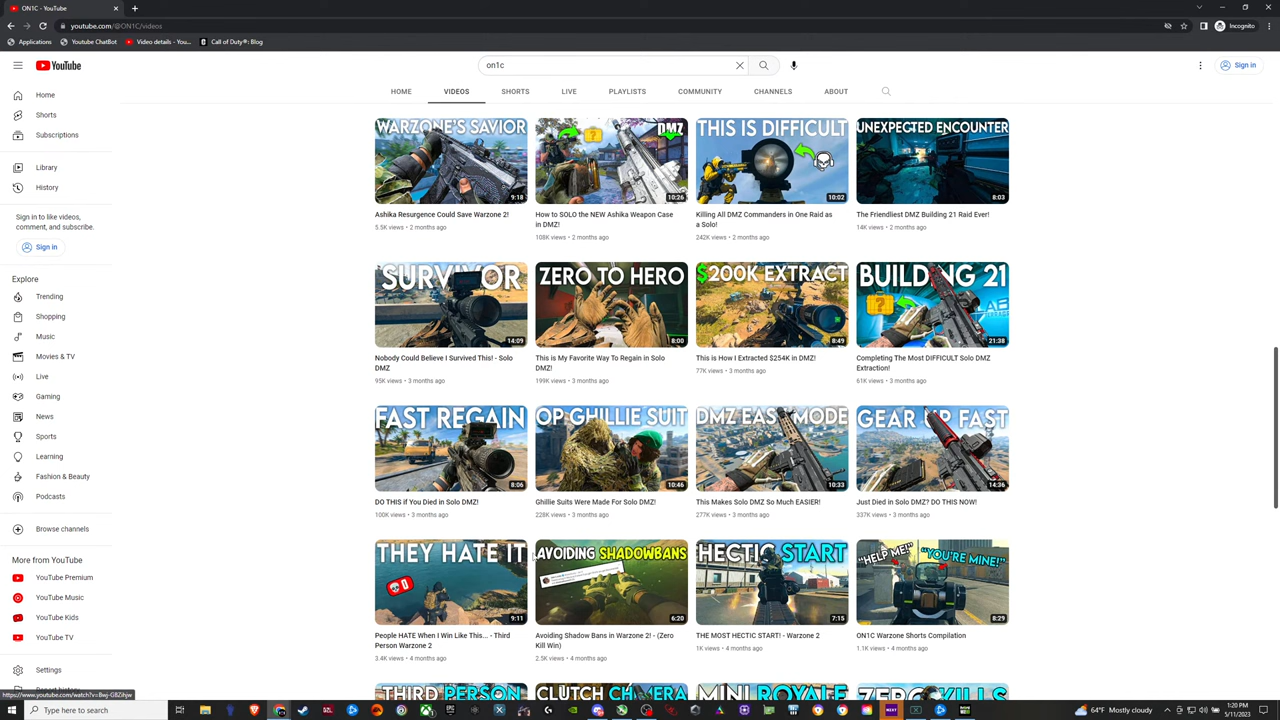 ON1C - YouTube
youtube.com/@ON1C/videos
Incognito
Applications
Youtube ChatBot
Video details - You...
Call of Duty®: Blog
YouTube
on1c
Sign in
HOME
VIDEOS
SHORTS
LIVE
PLAYLISTS
COMMUNITY
CHANNELS
ABOUT
Home
Shorts
Subscriptions
Library
History
Sign in to like videos,
comment, and subscribe.
Sign in
Explore
Trending
Shopping
Music
Movies & TV
Live
Gaming
News
Sports
Learning
Fashion & Beauty
Podcasts
Browse channels
More from YouTube
YouTube Premium
YouTube Music
YouTube Kids
YouTube TV
Settings
Report history
WARZONE'S SAVIOR
9:18
Ashika Resurgence Could Save Warzone 2!
5.5K views • 2 months ago
DMZ
10:26
How to SOLO the NEW Ashika Weapon Case
in DMZ!
108K views • 2 months ago
THIS IS DIFFICULT
10:02
Killing All DMZ Commanders in One Raid as
a Solo!
242K views • 2 months ago
UNEXPECTED ENCOUNTER
8:03
The Friendliest DMZ Building 21 Raid Ever!
14K views • 2 months ago
SURVIVOR
14:09
Nobody Could Believe I Survived This! - Solo
DMZ
95K views • 3 months ago
ZERO TO HERO
8:00
This is My Favorite Way To Regain in Solo
DMZ!
199K views • 3 months ago
$200K EXTRACT
8:49
This is How I Extracted $254K in DMZ!
77K views • 3 months ago
BUILDING 21
21:38
Completing The Most DIFFICULT Solo DMZ
Extraction!
61K views • 3 months ago
FAST REGAIN
8:06
DO THIS if You Died in Solo DMZ!
100K views • 3 months ago
OP GHILLIE SUIT
10:46
Ghillie Suits Were Made For Solo DMZ!
228K views • 3 months ago
DMZ EASY MODE
10:33
This Makes Solo DMZ So Much EASIER!
277K views • 3 months ago
GEAR UP FAST
14:36
Just Died in Solo DMZ? DO THIS NOW!
337K views • 3 months ago
THEY HATE IT
9:11
People HATE When I Win Like This... - Third
Person Warzone 2
3.4K views • 4 months ago
AVOIDING SHADOWBANS
6:20
Avoiding Shadow Bans in Warzone 2! - (Zero
Kill Win)
2.5K views • 4 months ago
HECTIC START
7:15
THE MOST HECTIC START! - Warzone 2
1K views • 4 months ago
"HELP ME!"
"YOU'RE MINE!"
8:29
ON1C Warzone Shorts Compilation
1.1K views • 4 months ago
THIRD PERSON
CLUTCH CHIMERA
MINI ROYALE
ZERO KILLS
Type here to search
64°F Mostly cloudy
1:20 PM
5/11/2023